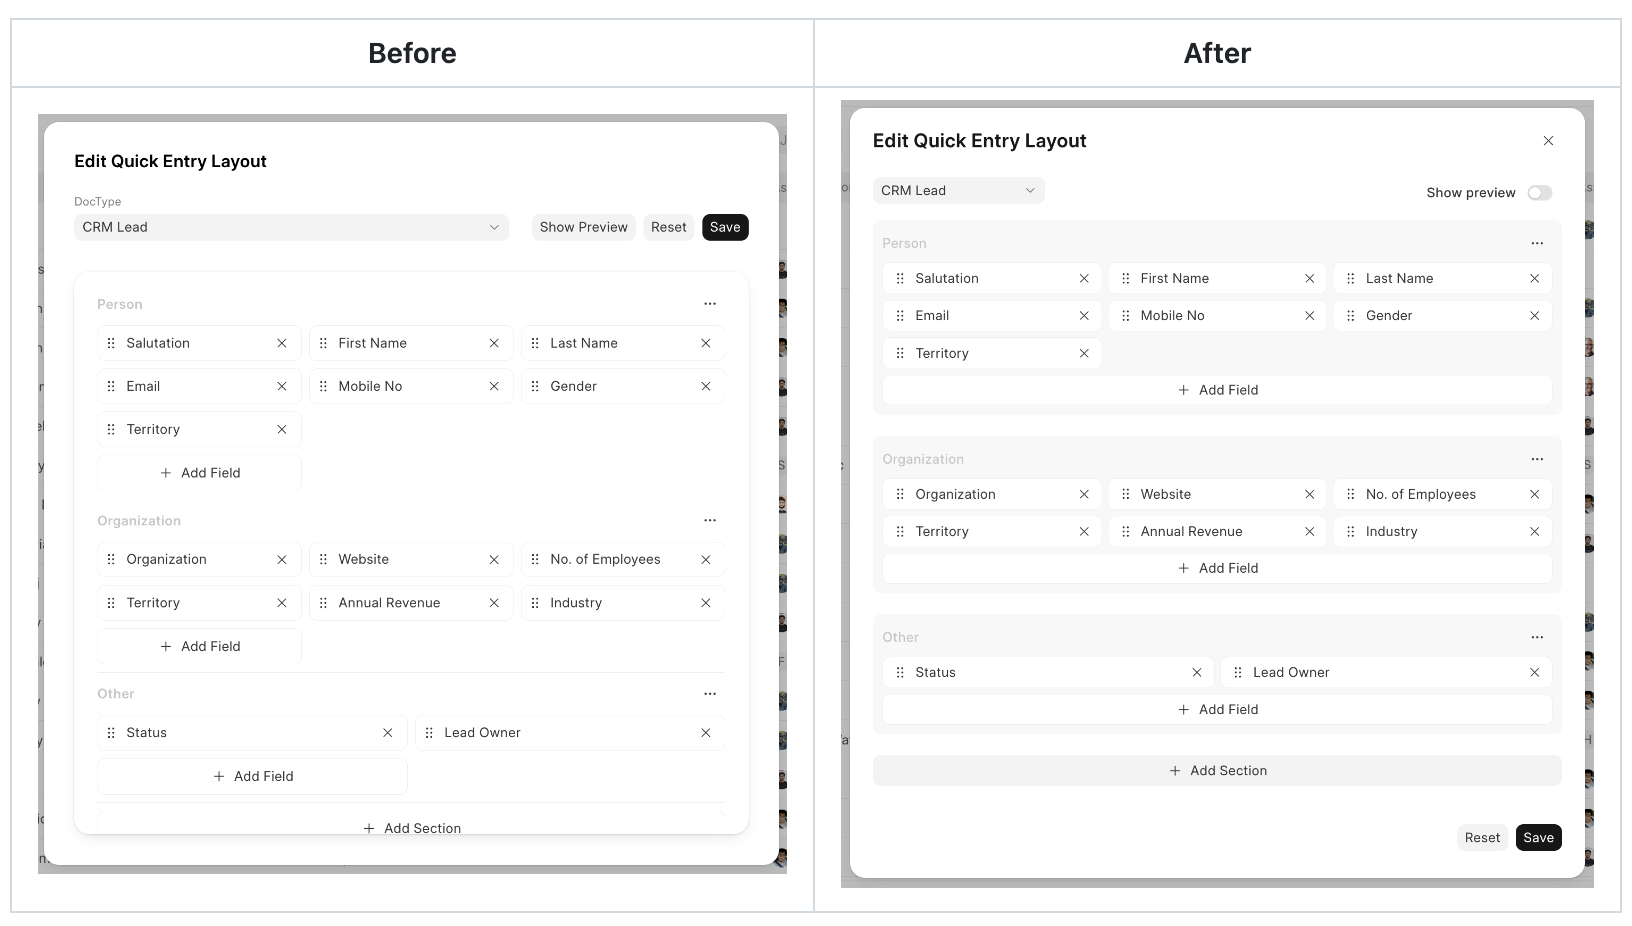 Before
After
Edit Quick Entry Layout
DocType
CRM Lead
Show Preview Reset Save
Person
Salutation First Name Last Name
Email Mobile No Gender
Territory
+ Add Field
Organization
Organization Website No. of Employees
Territory Annual Revenue Industry
+ Add Field
Other
Status Lead Owner
+ Add Field
+ Add Section
Edit Quick Entry Layout
CRM Lead Show preview
Person
Salutation First Name Last Name
Email Mobile No Gender
Territory
+ Add Field
Organization
Organization Website No. of Employees
Territory Annual Revenue Industry
+ Add Field
Other
Status Lead Owner
+ Add Field
+ Add Section
Reset Save